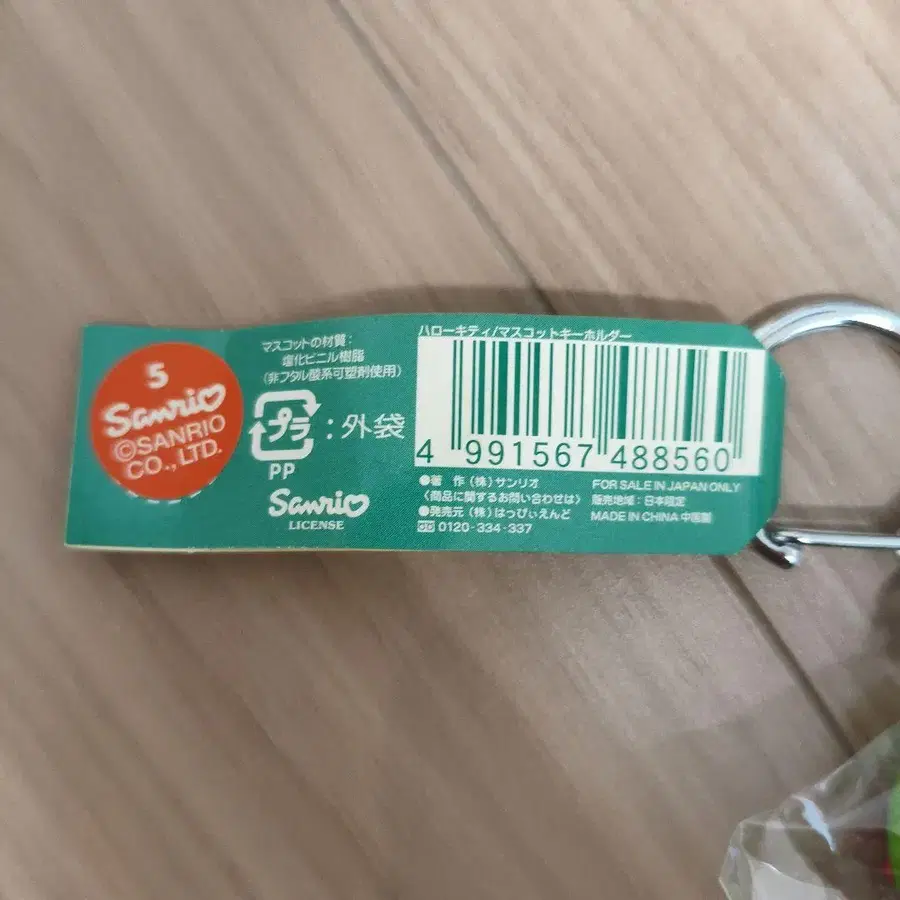 5
Sanrio
©SANRIO
CO., LTD.
マスコットの材質:
塩化ビニル樹脂
(非フタル酸系可塑剤使用)
プラ
:外袋
PP
Sanrio
LICENSE
ハローキティ/マスコットキーホルダー
4 991567 488560
●著 作 (株)サンリオ
〈商品に関するお問い合わせは〉
●発売元 (株)はっぴぃえんど
0120-334-337
FOR SALE IN JAPAN ONLY
販売地域:日本限定
MADE IN CHINA 中国製